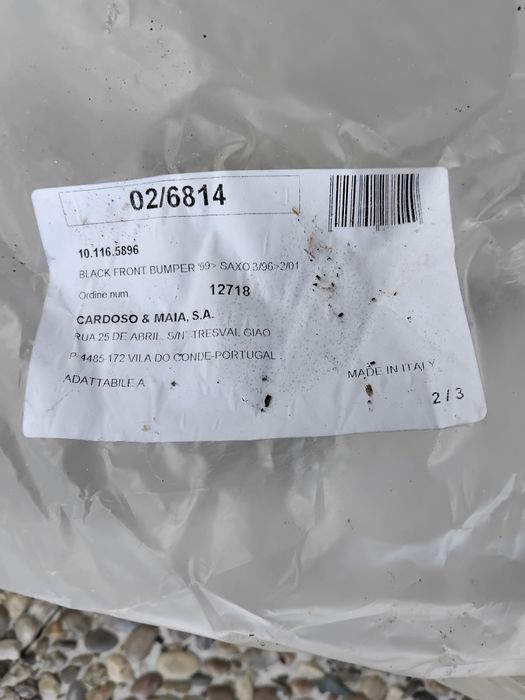 02/6814
10.116.5896
BLACK FRONT BUMPER '99> SAXO 3/96>2/01
Ordine num 12718
CARDOSO & MAIA, S.A.
RUA 25 DE ABRIL, S/Nº TRESVAL GIAO
P-4485-172 VILA DO CONDE-PORTUGAL
ADATTABILE A
MADE IN ITALY
2 / 3